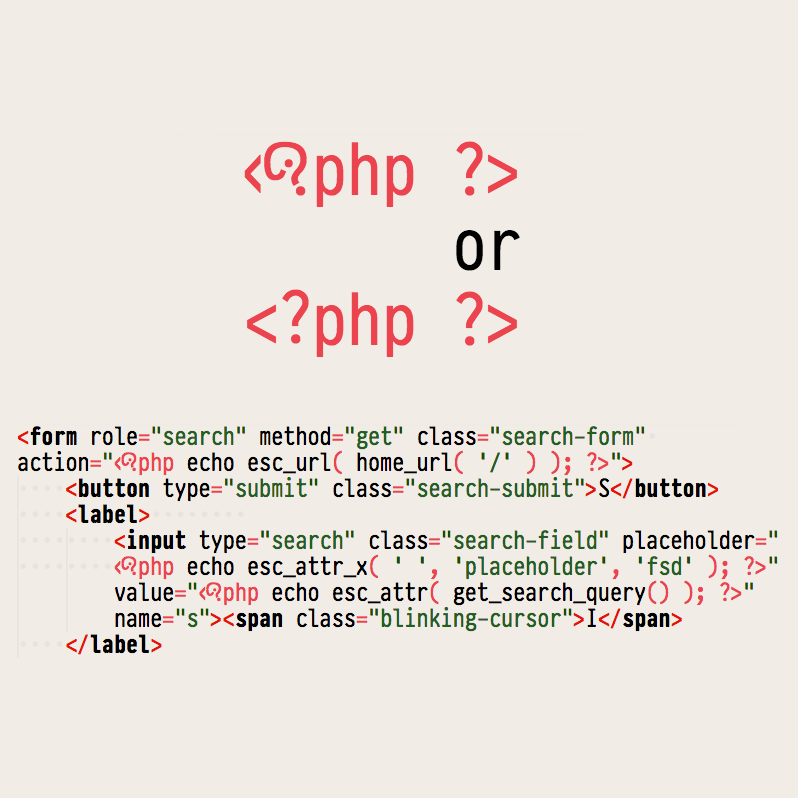 <?php ?>
or
<?php ?>
<form role="search" method="get" class="search-form"
action="<?php echo esc_url( home_url( '/' ) ); ?>">
<button type="submit" class="search-submit">S</button>
<label>
<input type="search" class="search-field" placeholder="
<?php echo esc_attr_x( ' ', 'placeholder', 'fsd' ); ?>"
value="<?php echo esc_attr( get_search_query() ); ?>"
name="s"><span class="blinking-cursor">I</span>
</label>